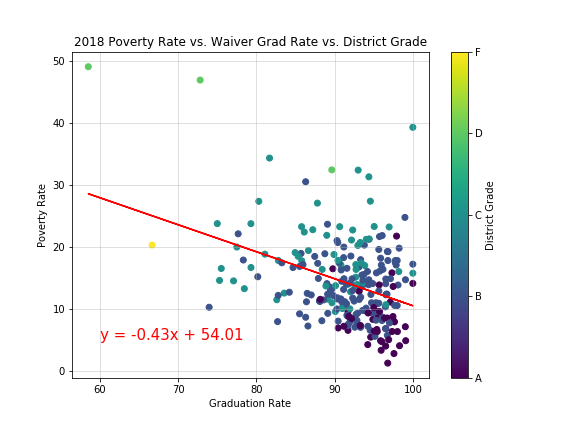 2018 Poverty Rate vs. Waiver Grad Rate vs. District Grade
50
40
30
20
10
0
Poverty Rate
y = -0.43x + 54.01
60 70 80 90 100
Graduation Rate
F
D
C
B
A
District Grade